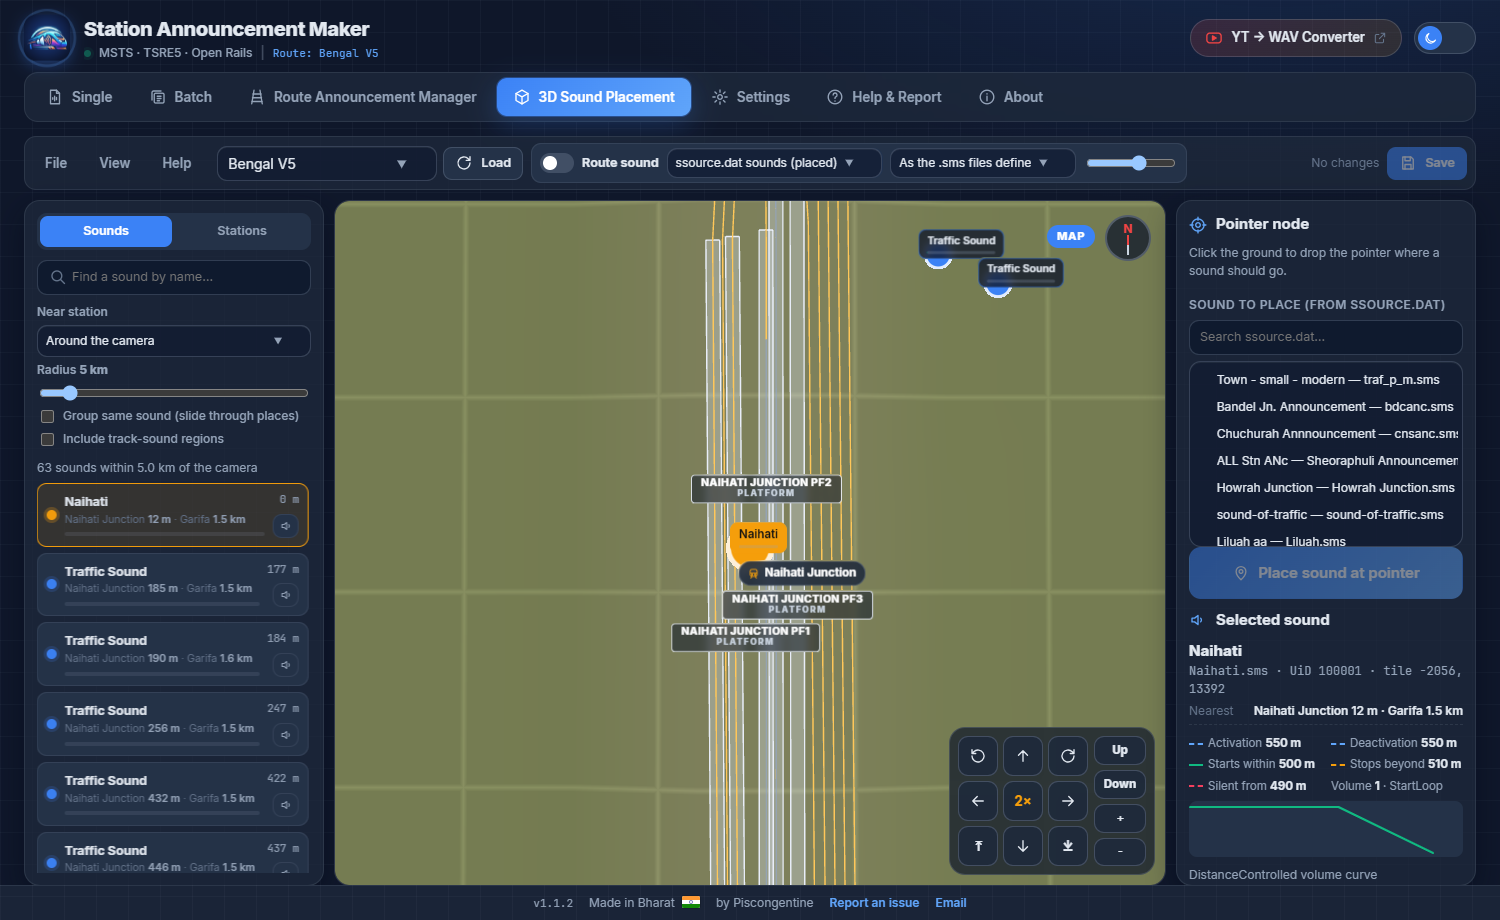 Station Announcement Maker
MSTS · TSRE5 · Open Rails | Route: Bengal V5
YT → WAV Converter
Single
Batch
Route Announcement Manager
3D Sound Placement
Settings
Help & Report
About
File
View
Help
Bengal V5
Load
Route sound
ssource.dat sounds (placed)
As the .sms files define
No changes
Save
Sounds
Stations
Find a sound by name...
Near station
Around the camera
Radius 5 km
Group same sound (slide through places)
Include track-sound regions
63 sounds within 5.0 km of the camera
Naihati
0 m
Naihati Junction 12 m · Garifa 1.5 km
Traffic Sound
177 m
Naihati Junction 185 m · Garifa 1.5 km
Traffic Sound
184 m
Naihati Junction 190 m · Garifa 1.6 km
Traffic Sound
247 m
Naihati Junction 256 m · Garifa 1.5 km
Traffic Sound
422 m
Naihati Junction 432 m · Garifa 1.5 km
Traffic Sound
437 m
Naihati Junction 446 m · Garifa 1.5 km
Traffic Sound
Traffic Sound
MAP
N
NAIHATI JUNCTION PF2
PLATFORM
Naihati
Naihati Junction
NAIHATI JUNCTION PF3
PLATFORM
NAIHATI JUNCTION PF1
PLATFORM
Up
Down
2×
+
-
Pointer node
Click the ground to drop the pointer where a
sound should go.
SOUND TO PLACE (FROM SSOURCE.DAT)
Search ssource.dat...
Town - small - modern — traf_p_m.sms
Bandel Jn. Announcement — bdcanc.sms
Chuchurah Annnouncement — cnsanc.sms
ALL Stn ANc — Sheoraphuli Announcemen
Howrah Junction — Howrah Junction.sms
sound-of-traffic — sound-of-traffic.sms
Liluah aa — Liluah.sms
Place sound at pointer
Selected sound
Naihati
Naihati.sms · UiD 100001 · tile -2056,
13392
Nearest
Naihati Junction 12 m · Garifa 1.5 km
Activation 550 m
Deactivation 550 m
Starts within 500 m
Stops beyond 510 m
Silent from 490 m
Volume 1 · StartLoop
DistanceControlled volume curve
v1.1.2
Made in Bharat
by Piscongentine
Report an issue
Email